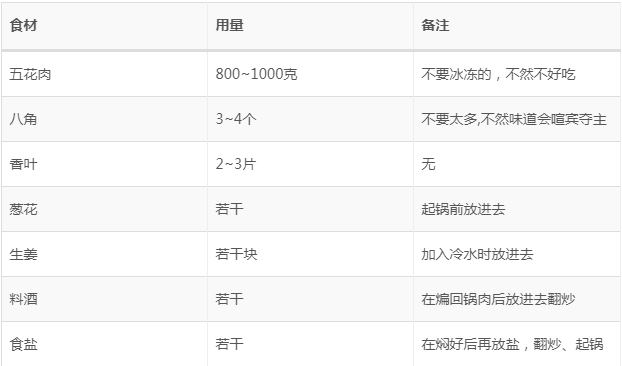 食材 用量 备注
五花肉 800~1000克 不要冰冻的，不然不好吃
八角 3~4个 不要太多,不然味道会喧宾夺主
香叶 2~3片 无
葱花 若干 起锅前放进去
生姜 若干块 加入冷水时放进去
料酒 若干 在煸回锅肉后放进去翻炒
食盐 若干 在焖好后再放盐，翻炒、起锅